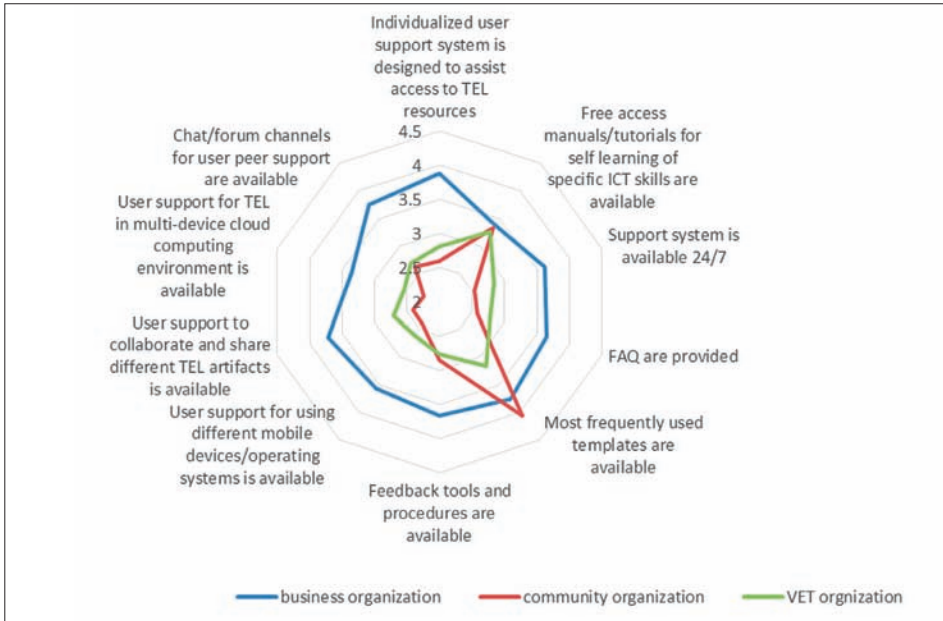 Individualized user
support system is
designed to assist
access to TEL
resources
Free access
manuals/tutorials for
self learning of
specific ICT skills are
available
Support system is
available 24/7
FAQ are provided
Most frequently used
templates are
available
Feedback tools and
procedures are
available
User support for using
different mobile
devices/operating
systems is available
User support to
collaborate and share
different TEL artifacts
is available
User support for TEL
in multi-device cloud
computing
environment is
available
Chat/forum channels
for user peer support
are available
4.5
4
3.5
3
2.5
2
business organization
community organization
VET orgnization